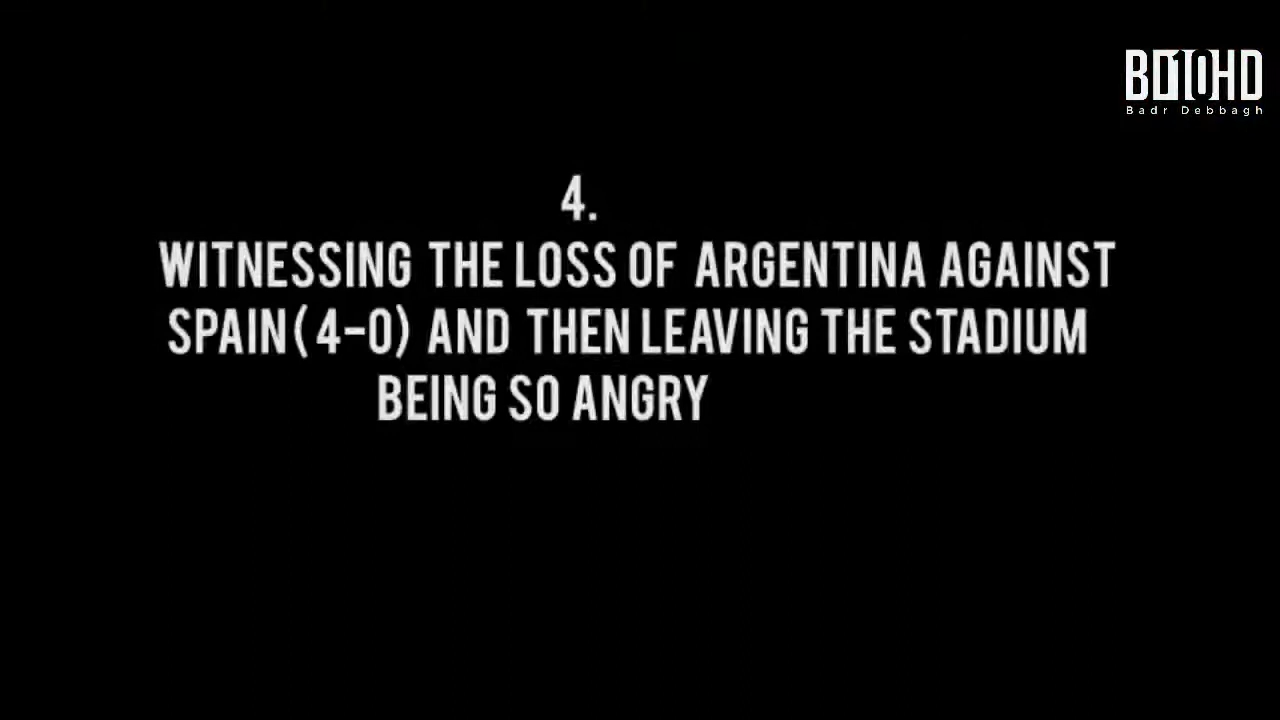 BD10HD
Badr Debbagh
4.
WITNESSING THE LOSS OF ARGENTINA AGAINST
SPAIN(4-0) AND THEN LEAVING THE STADIUM
BEING SO ANGRY